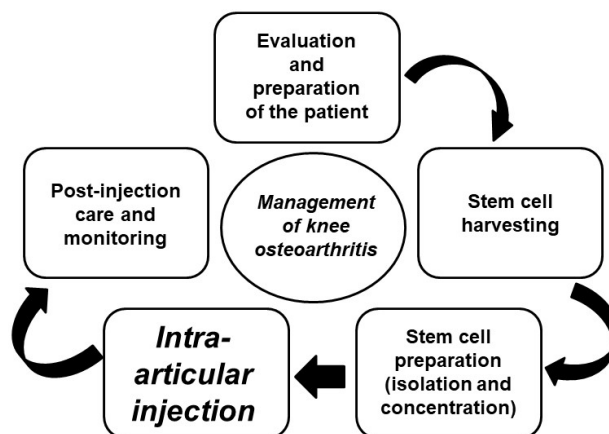 Evaluation
and
preparation
of the patient
Stem cell
harvesting
Stem cell
preparation
(isolation and
concentration)
Intra-
articular
injection
Post-injection
care and
monitoring
Management
of knee
osteoarthritis